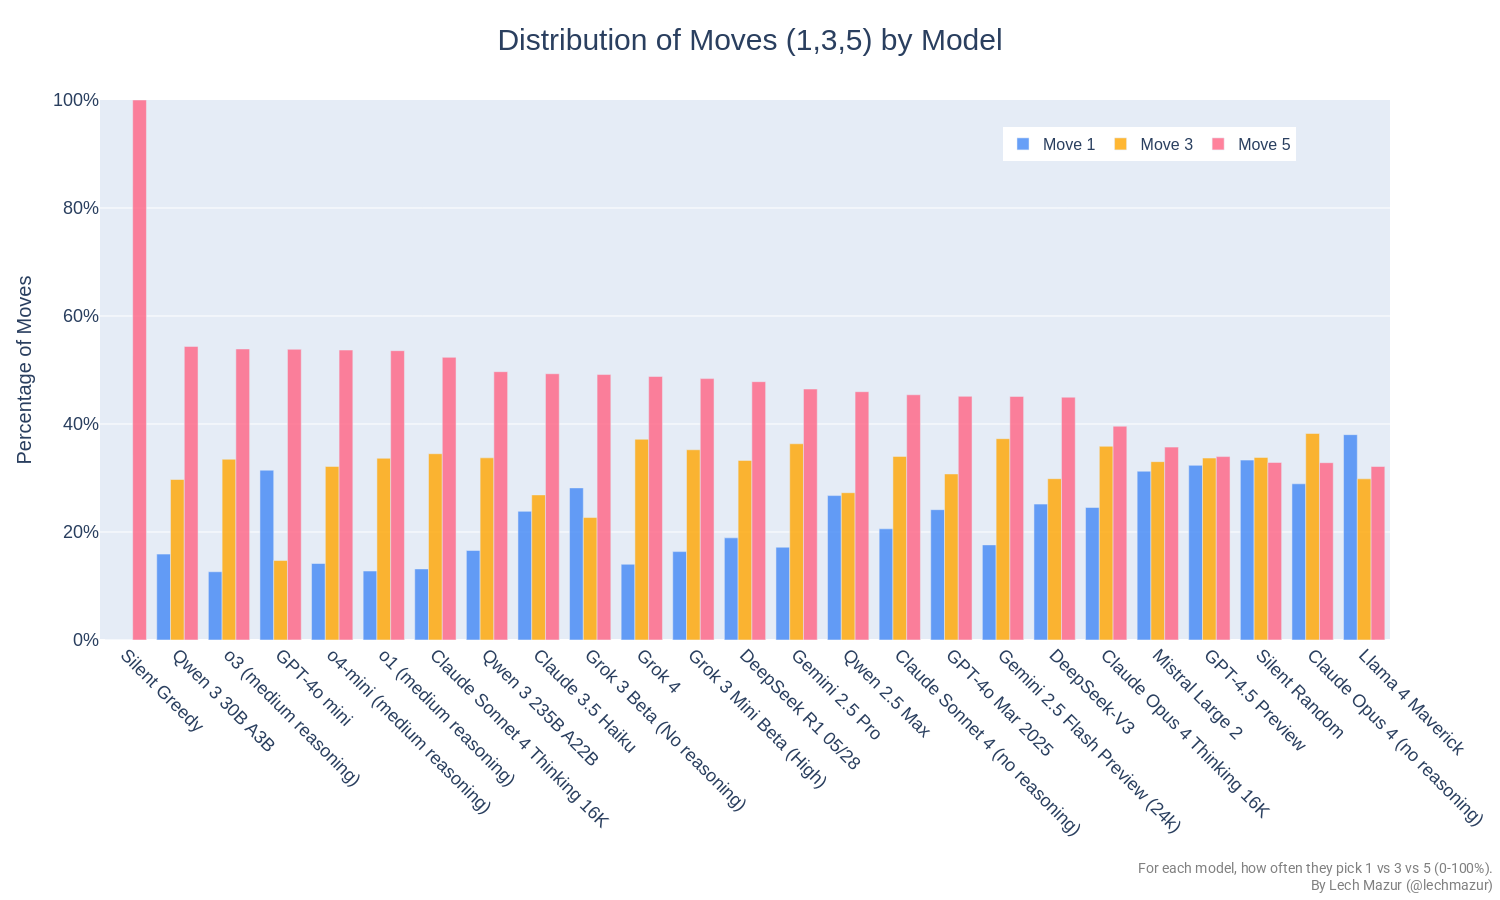 Distribution of Moves (1,3,5) by Model
100%
80%
60%
40%
20%
0%
Percentage of Moves
Move 1
Move 3
Move 5
Silent Greedy
Qwen 3 30B A3B
o3 (medium reasoning)
GPT-4o mini
o4-mini (medium reasoning)
o1 (medium reasoning)
Claude Sonnet 4 Thinking 16K
Qwen 3 235B A22B
Claude 3.5 Haiku
Grok 3 Beta (No reasoning)
Grok 4
Grok 3 Mini Beta (High)
DeepSeek R1 05/28
Gemini 2.5 Pro
Qwen 2.5 Max
Claude Sonnet 4 (no reasoning)
GPT-4o Mar 2025
Gemini 2.5 Flash Preview (24k)
DeepSeek-V3
Claude Opus 4 Thinking 16K
Mistral Large 2
GPT-4.5 Preview
Silent Random
Claude Opus 4 (no reasoning)
Llama 4 Maverick
For each model, how often they pick 1 vs 3 vs 5 (0-100%).
By Lech Mazur (@lechmazur)